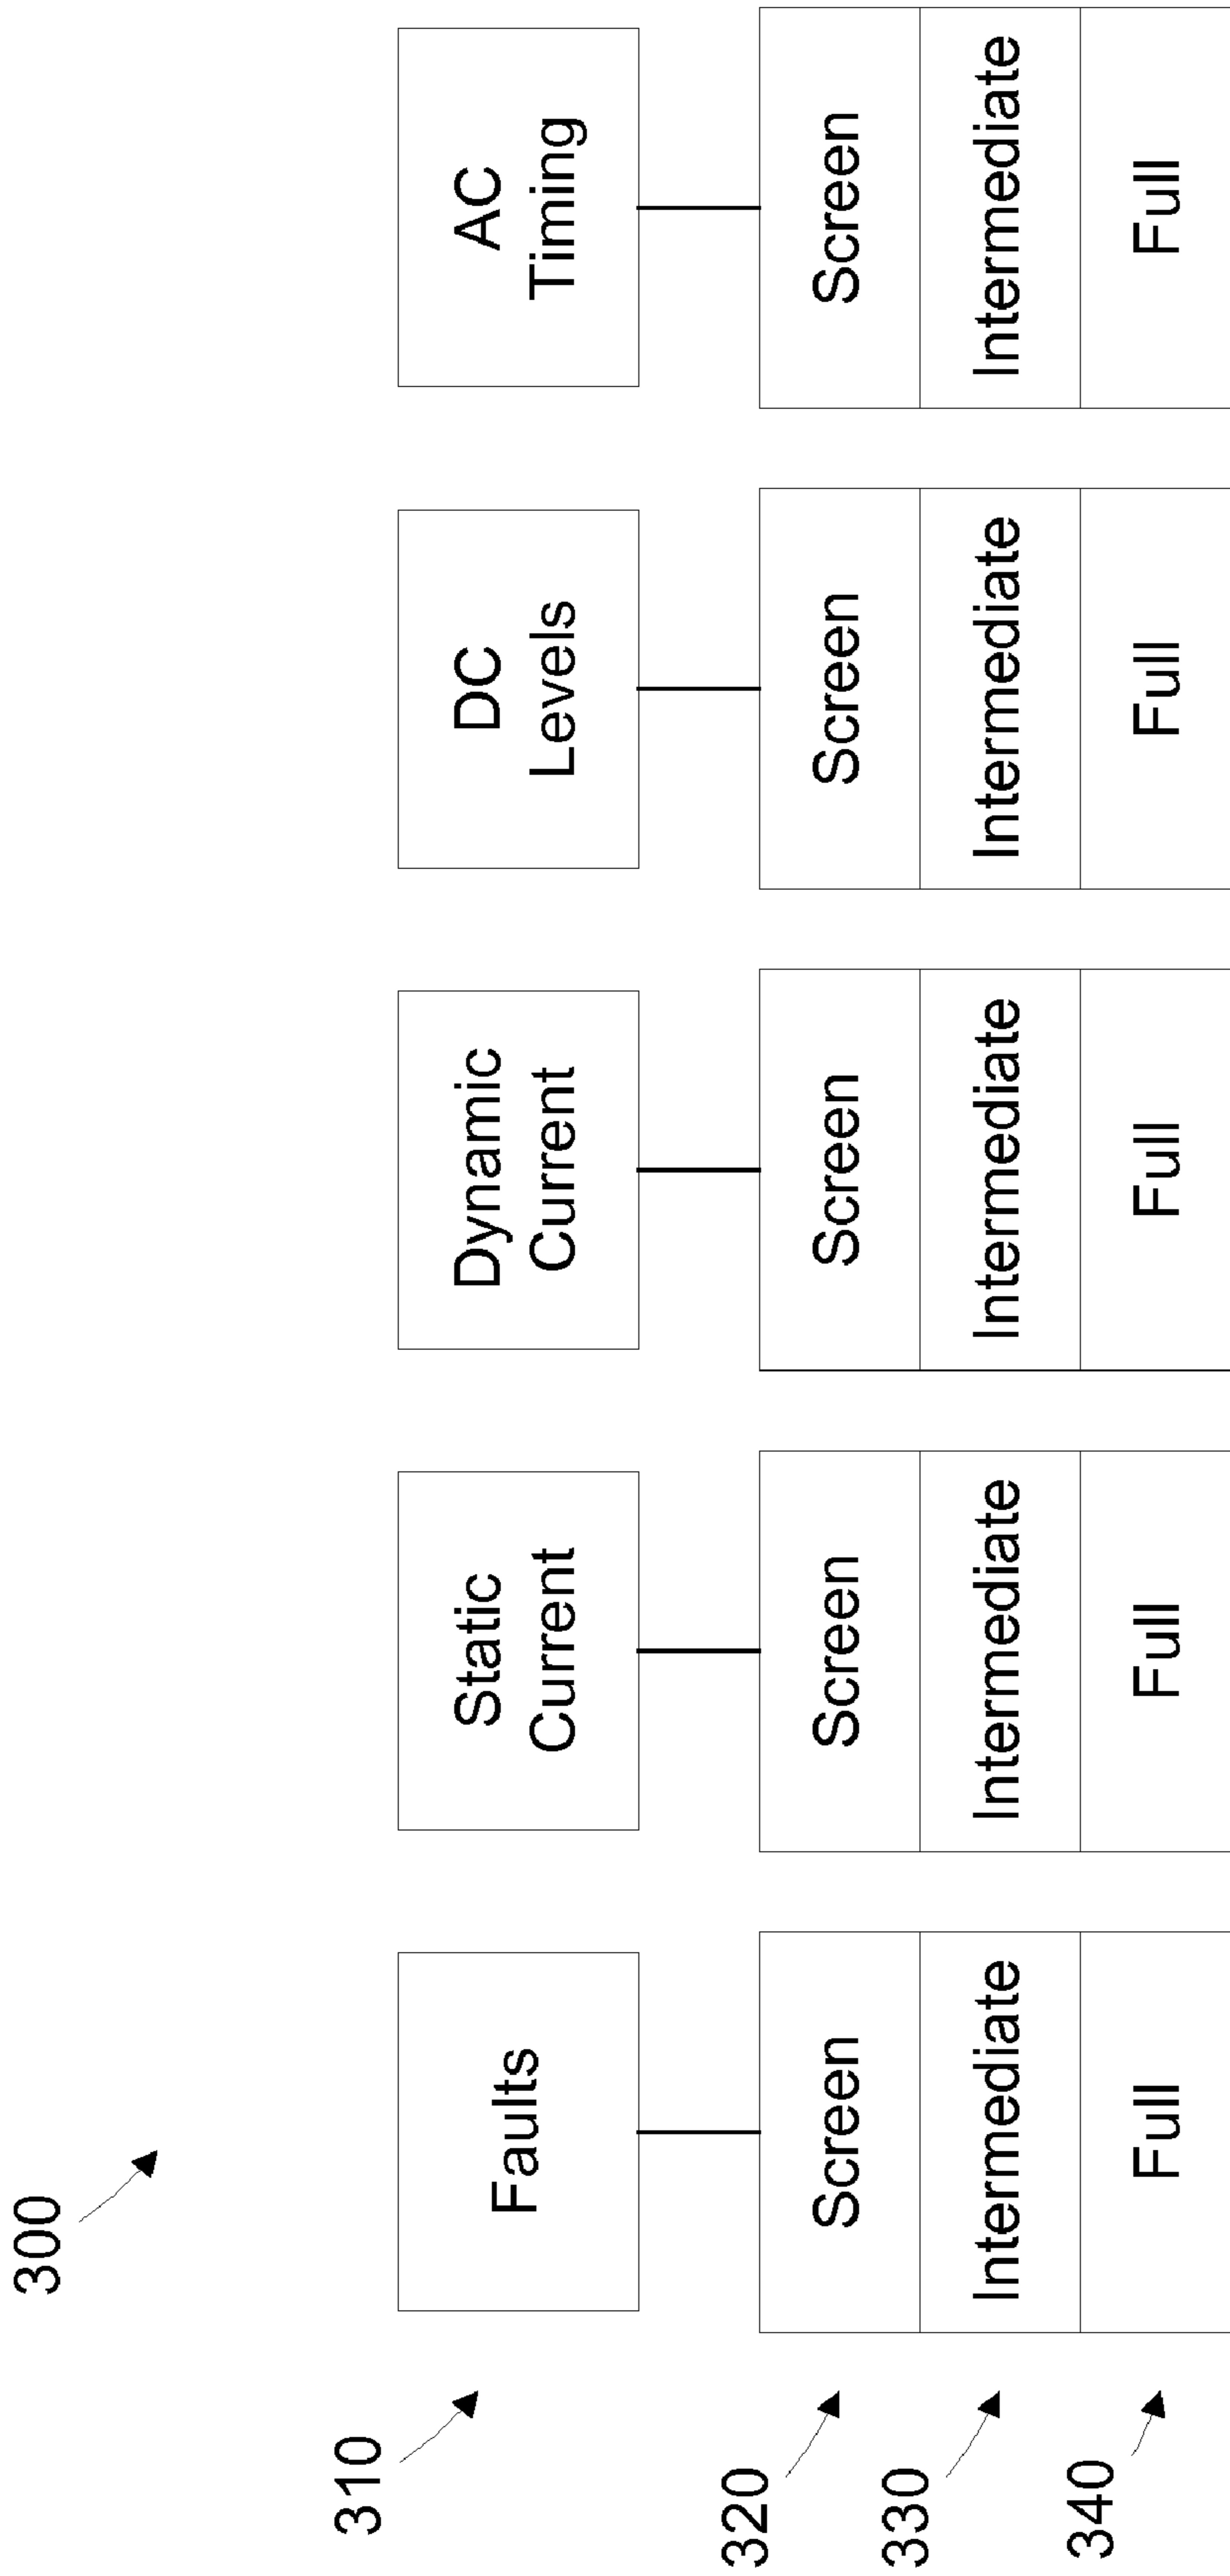 300
310
Faults
Static
Current
Dynamic
Current
DC
Levels
AC
Timing
320
Screen
Screen
Screen
Screen
Screen
330
Intermediate
Intermediate
Intermediate
Intermediate
Intermediate
340
Full
Full
Full
Full
Full